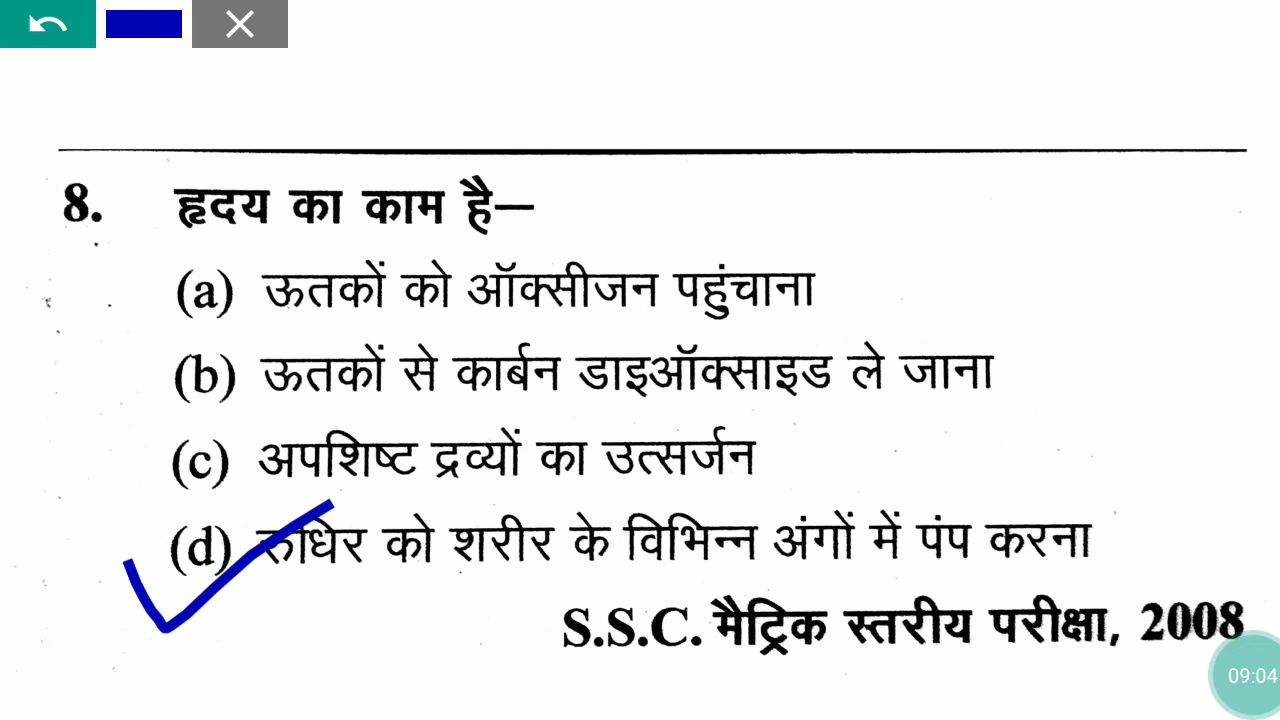 8. हृदय का काम है—
(a) ऊतकों को ऑक्सीजन पहुंचाना
(b) ऊतकों से कार्बन डाइऑक्साइड ले जाना
(c) अपशिष्ट द्रव्यों का उत्सर्जन
(d) रुधिर को शरीर के विभिन्न अंगों में पंप करना
S.S.C. मैट्रिक स्तरीय परीक्षा, 2008
09:04